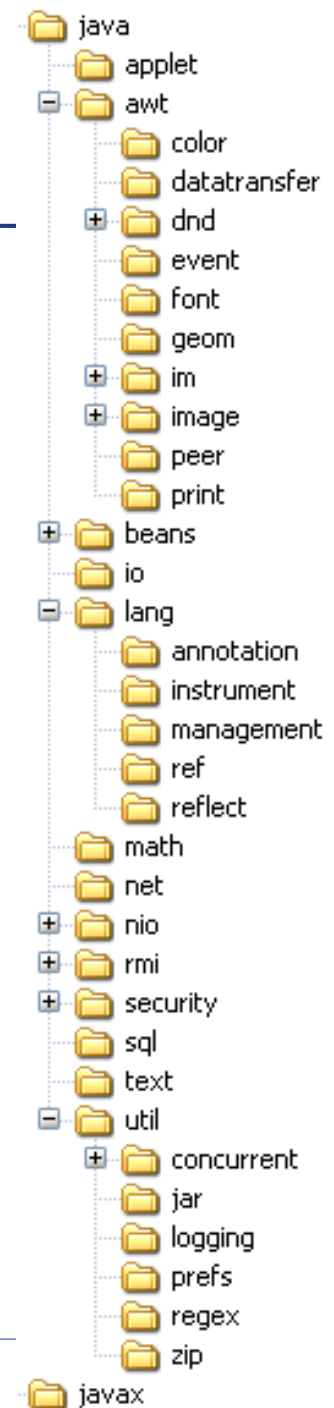 java
applet
awt
color
datatransfer
dnd
event
font
geom
im
image
peer
print
beans
io
lang
annotation
instrument
management
ref
reflect
math
net
nio
rmi
security
sql
text
util
concurrent
jar
logging
prefs
regex
zip
javax